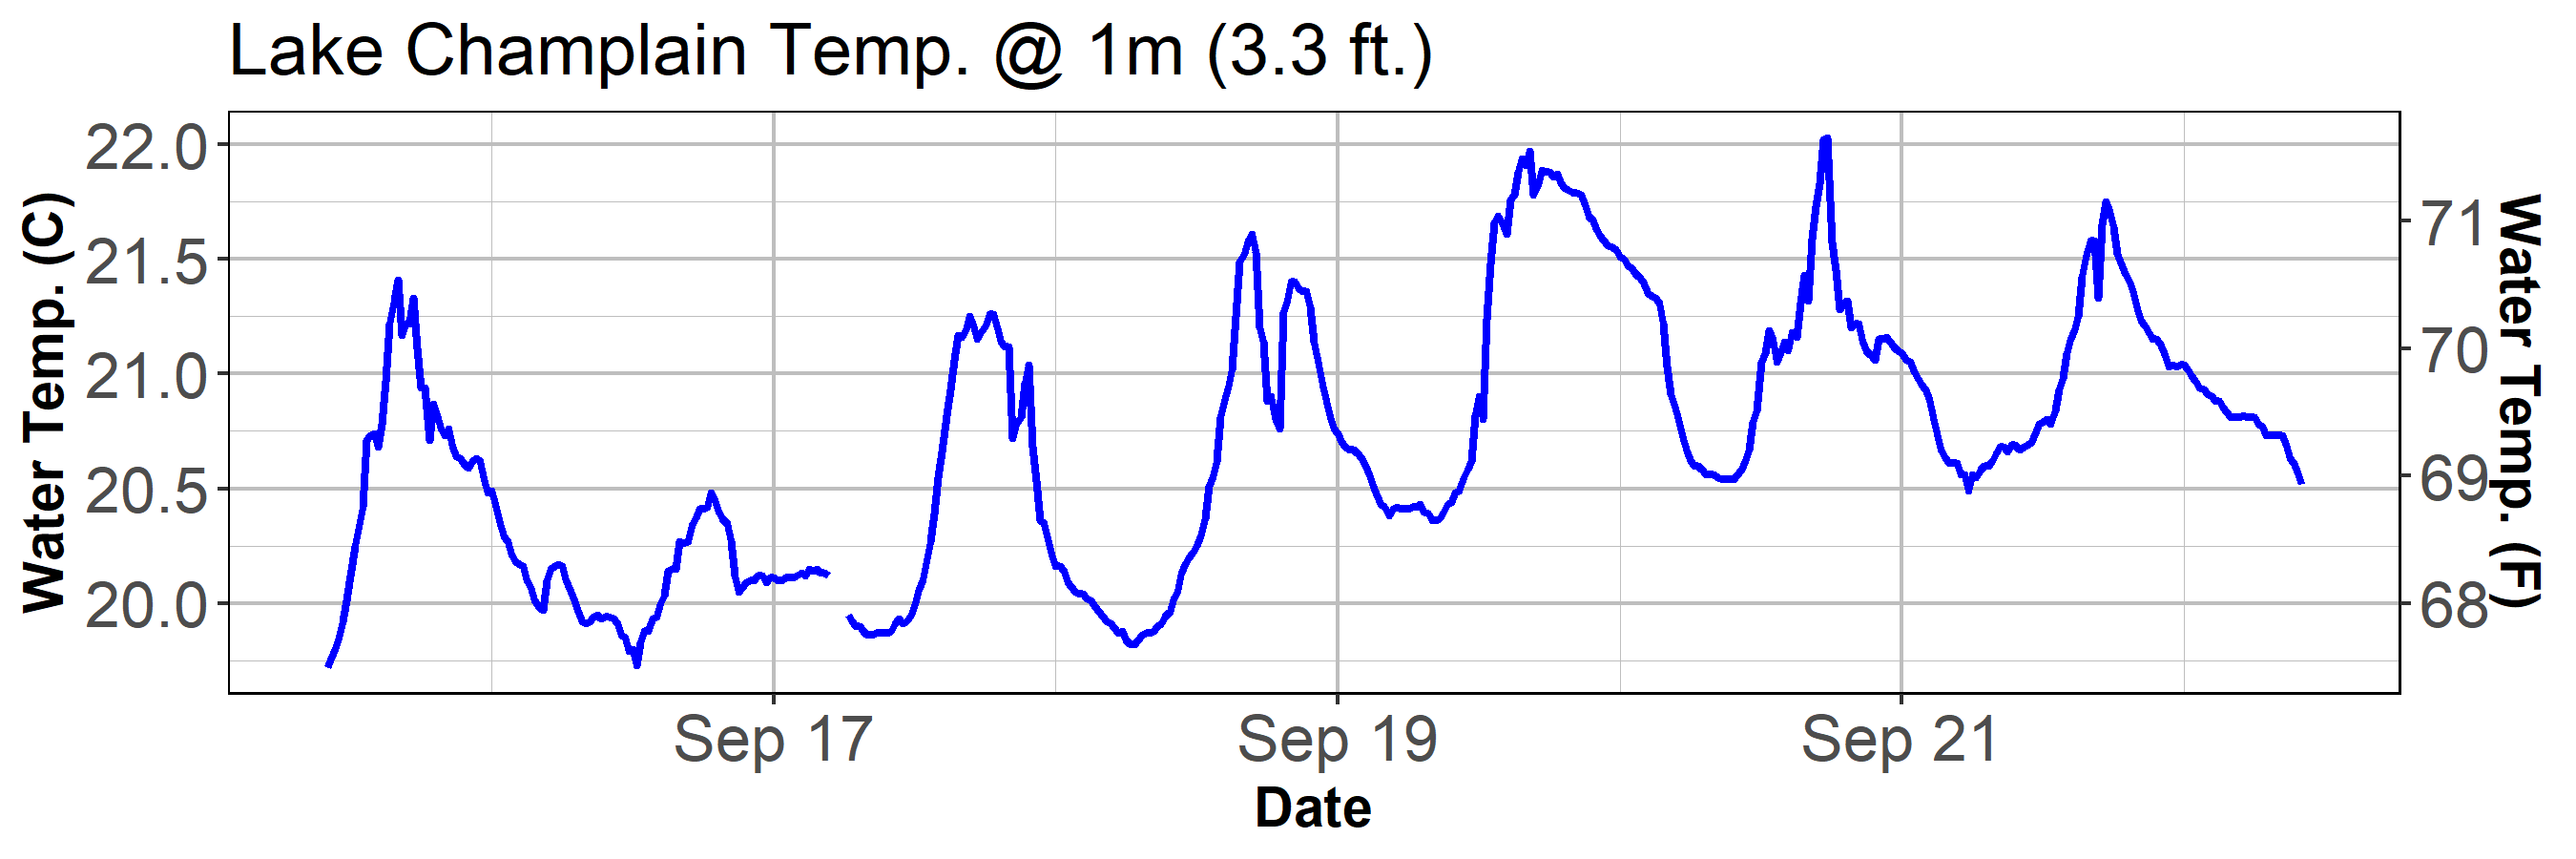 Lake Champlain Temp. @ 1m (3.3 ft.)
Water Temp. (C)
22.0
21.5
21.0
20.5
20.0
71
70
69
68
Water Temp. (F)
Sep 17
Sep 19
Sep 21
Date